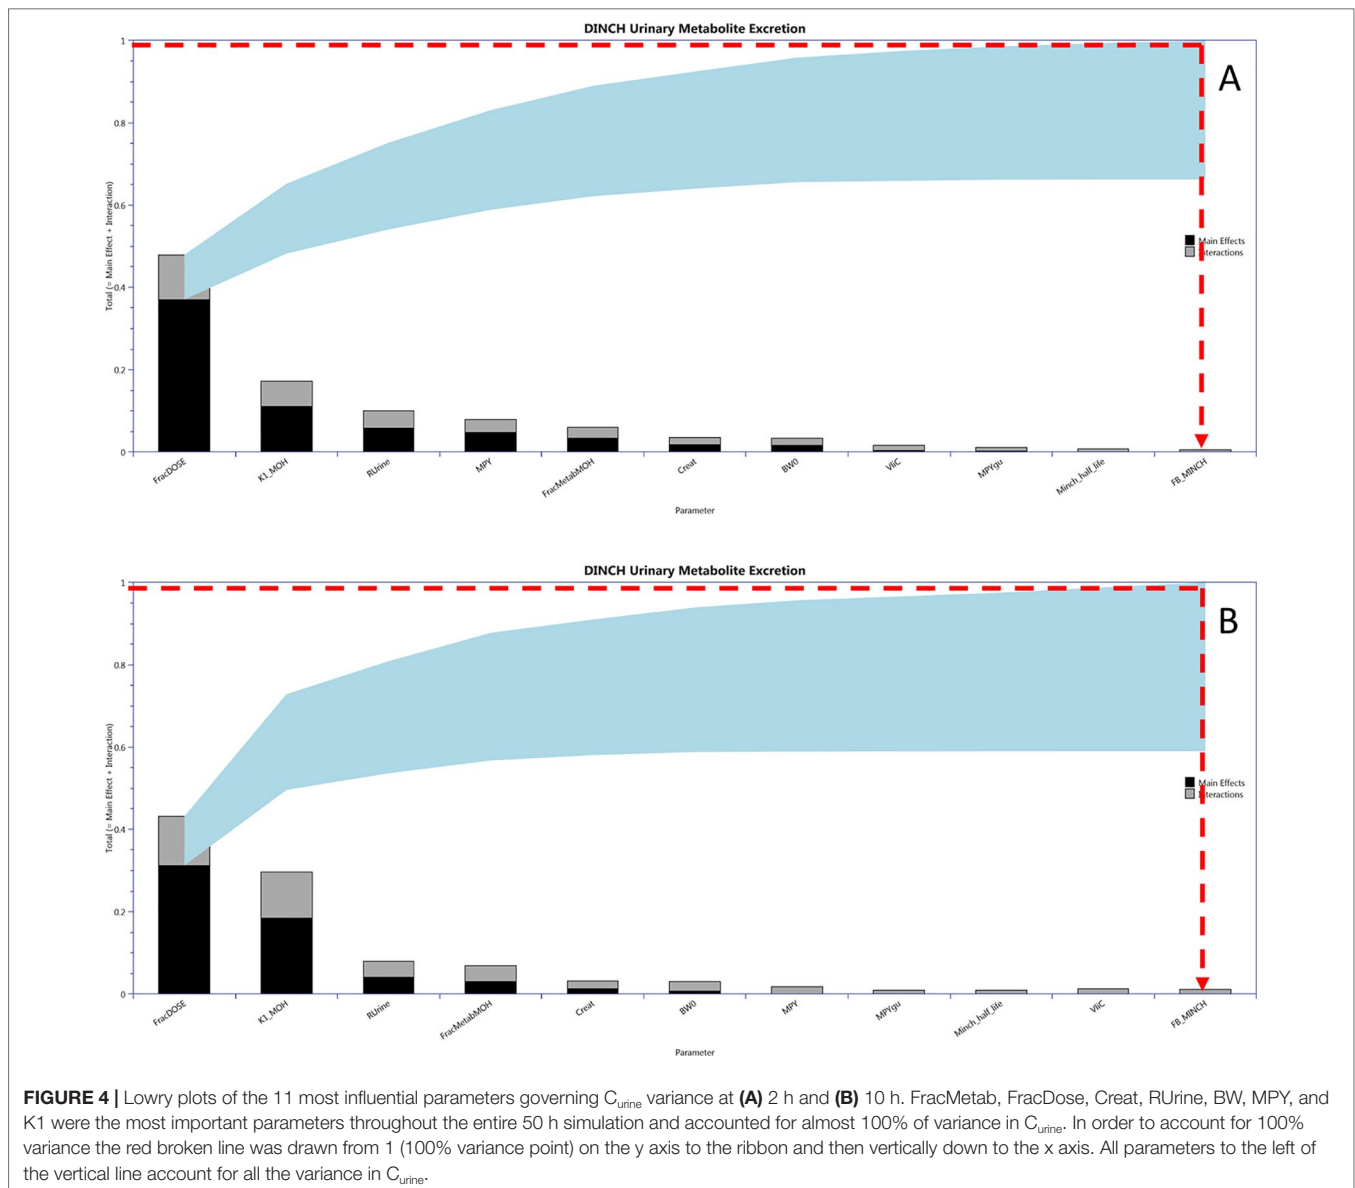 DINCH Urinary Metabolite Excretion
A
1
0.8
0.6
0.4
0.2
0
Total (= Main Effect + Interaction)
Main Effects
Interactions
FracDOSE
K1_MOH
RUrine
MPY
FracMetabMOH
Creat
BW0
VliC
MPYgu
Minch_half_life
FB_MINCH
Parameter
DINCH Urinary Metabolite Excretion
B
1
0.8
0.6
0.4
0.2
0
Total (= Main Effect + Interaction)
Main Effects
Interactions
FracDOSE
K1_MOH
RUrine
FracMetabMOH
Creat
BW0
MPY
MPYgu
Minch_half_life
VliC
FB_MINCH
Parameter
FIGURE 4 | Lowry plots of the 11 most influential parameters governing Curine variance at (A) 2 h and (B) 10 h. FracMetab, FracDose, Creat, RUrine, BW, MPY, and
K1 were the most important parameters throughout the entire 50 h simulation and accounted for almost 100% of variance in Curine. In order to account for 100%
variance the red broken line was drawn from 1 (100% variance point) on the y axis to the ribbon and then vertically down to the x axis. All parameters to the left of
the vertical line account for all the variance in Curine.